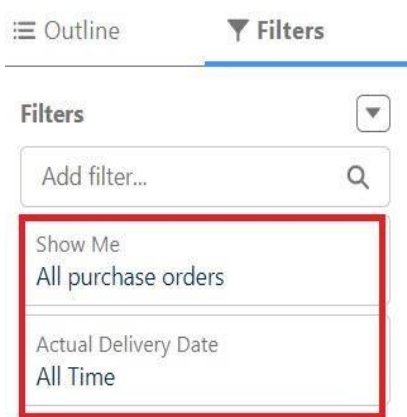 Outline Filters
Filters
Add filter...
Show Me
All purchase orders
Actual Delivery Date
All Time